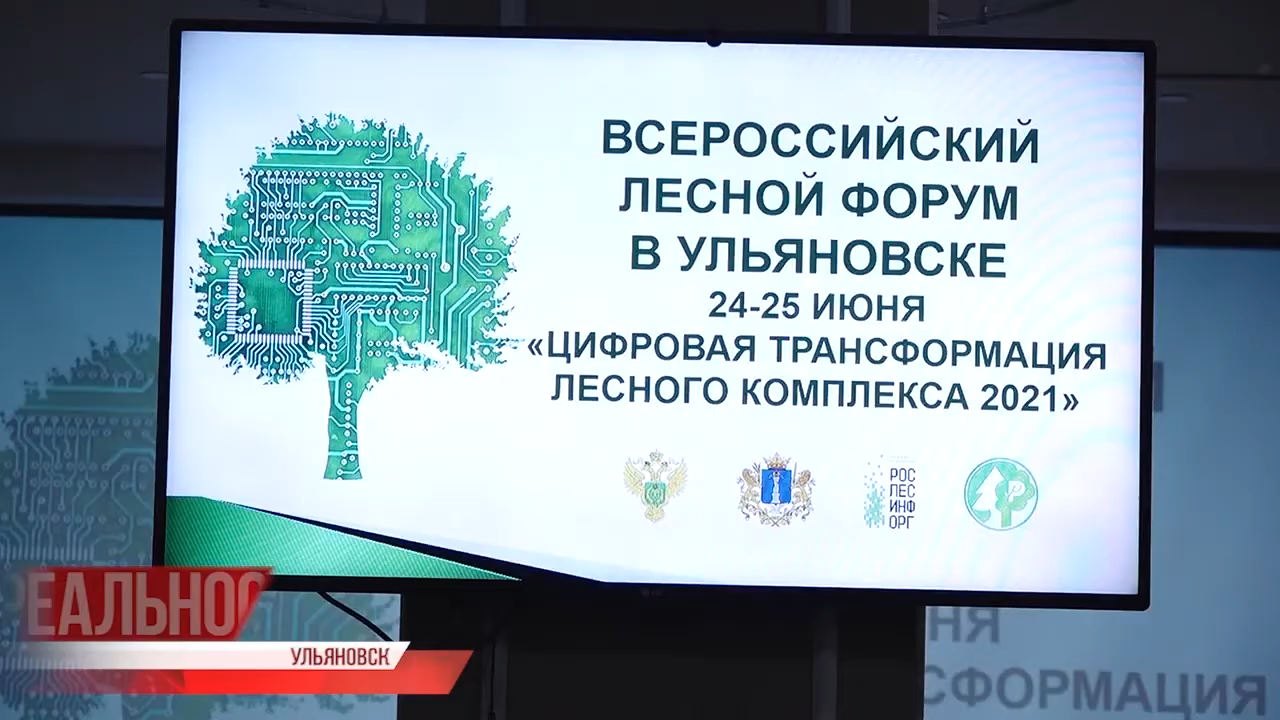 ВСЕРОССИЙСКИЙ
ЛЕСНОЙ ФОРУМ
В УЛЬЯНОВСКЕ
24-25 ИЮНЯ
«ЦИФРОВАЯ ТРАНСФОРМАЦИЯ
ЛЕСНОГО КОМПЛЕКСА 2021»
РОС
ЛЕС
ИНФ
ОРГ
Р
ЕАЛЬНОС
УЛЬЯНОВСК
НЯ
СФОРМАЦИЯ